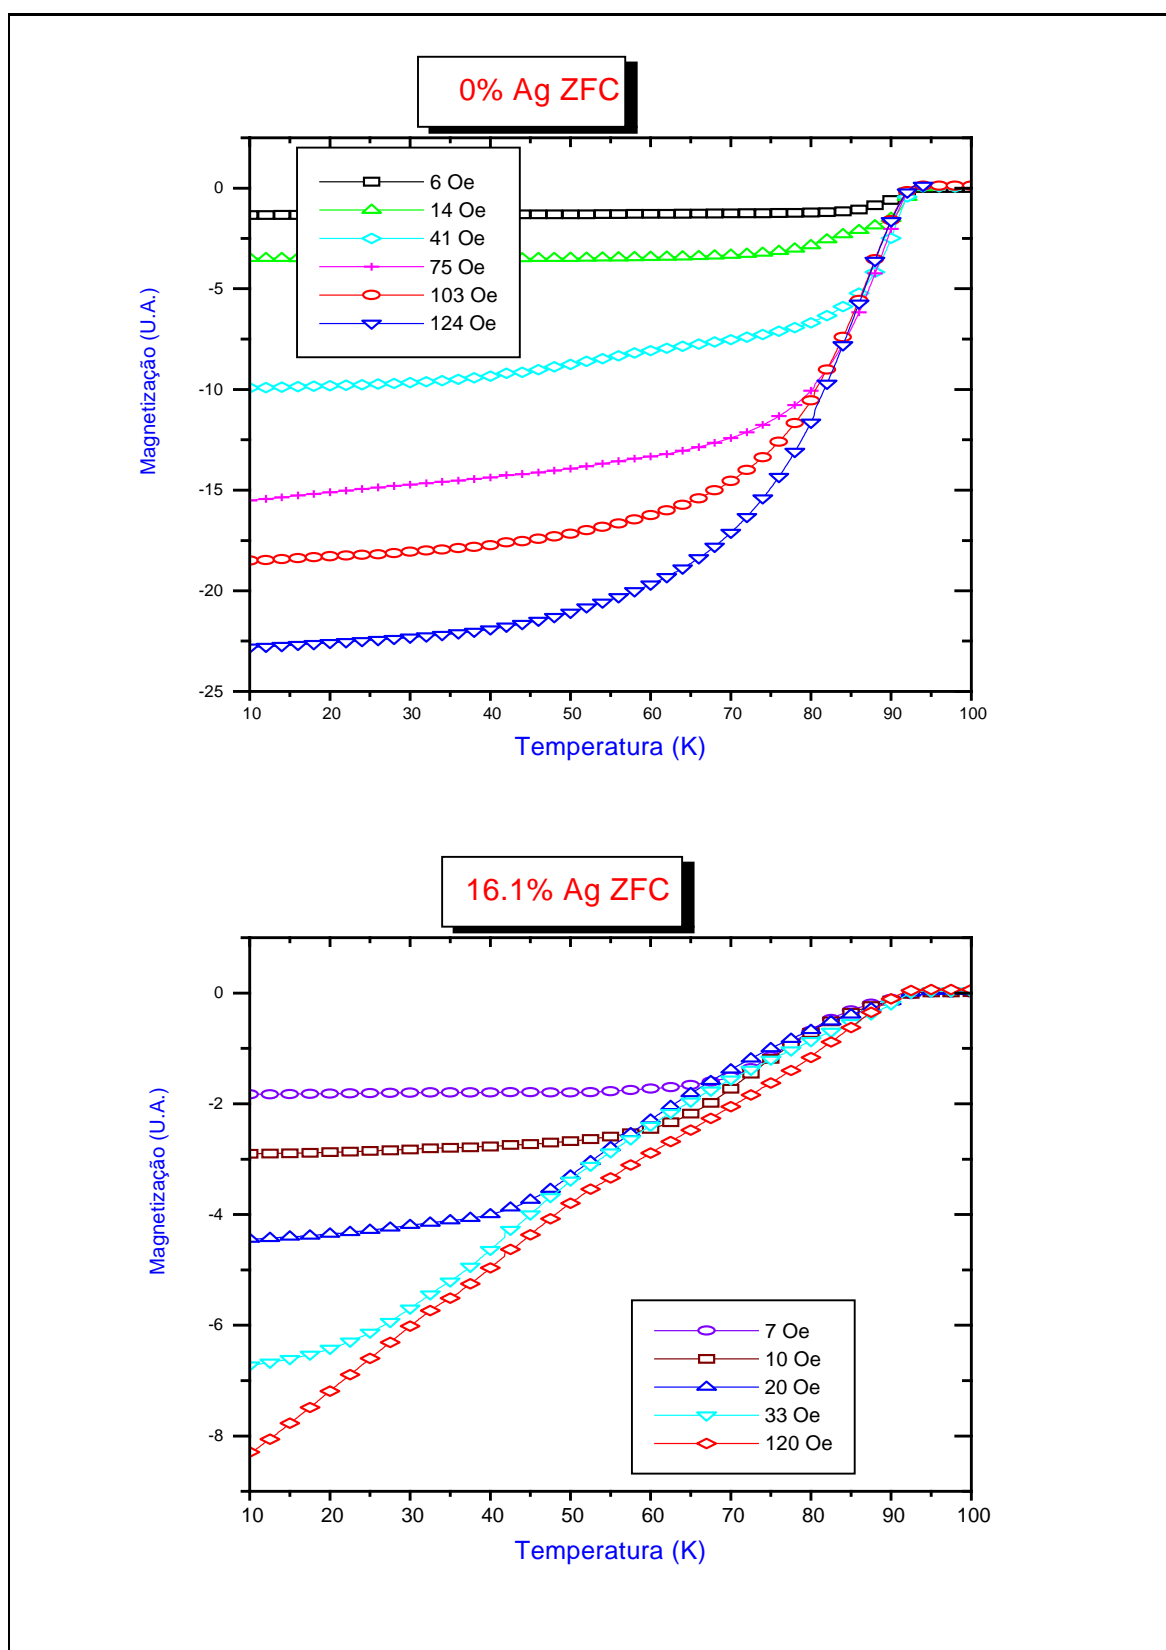 0% Ag ZFC
6 Oe
14 Oe
41 Oe
75 Oe
103 Oe
124 Oe
Magnetização (U.A.)
0
-5
-10
-15
-20
-25
10 20 30 40 50 60 70 80 90 100
Temperatura (K)
16.1% Ag ZFC
Magnetização (U.A.)
0
-2
-4
-6
-8
7 Oe
10 Oe
20 Oe
33 Oe
120 Oe
10 20 30 40 50 60 70 80 90 100
Temperatura (K)